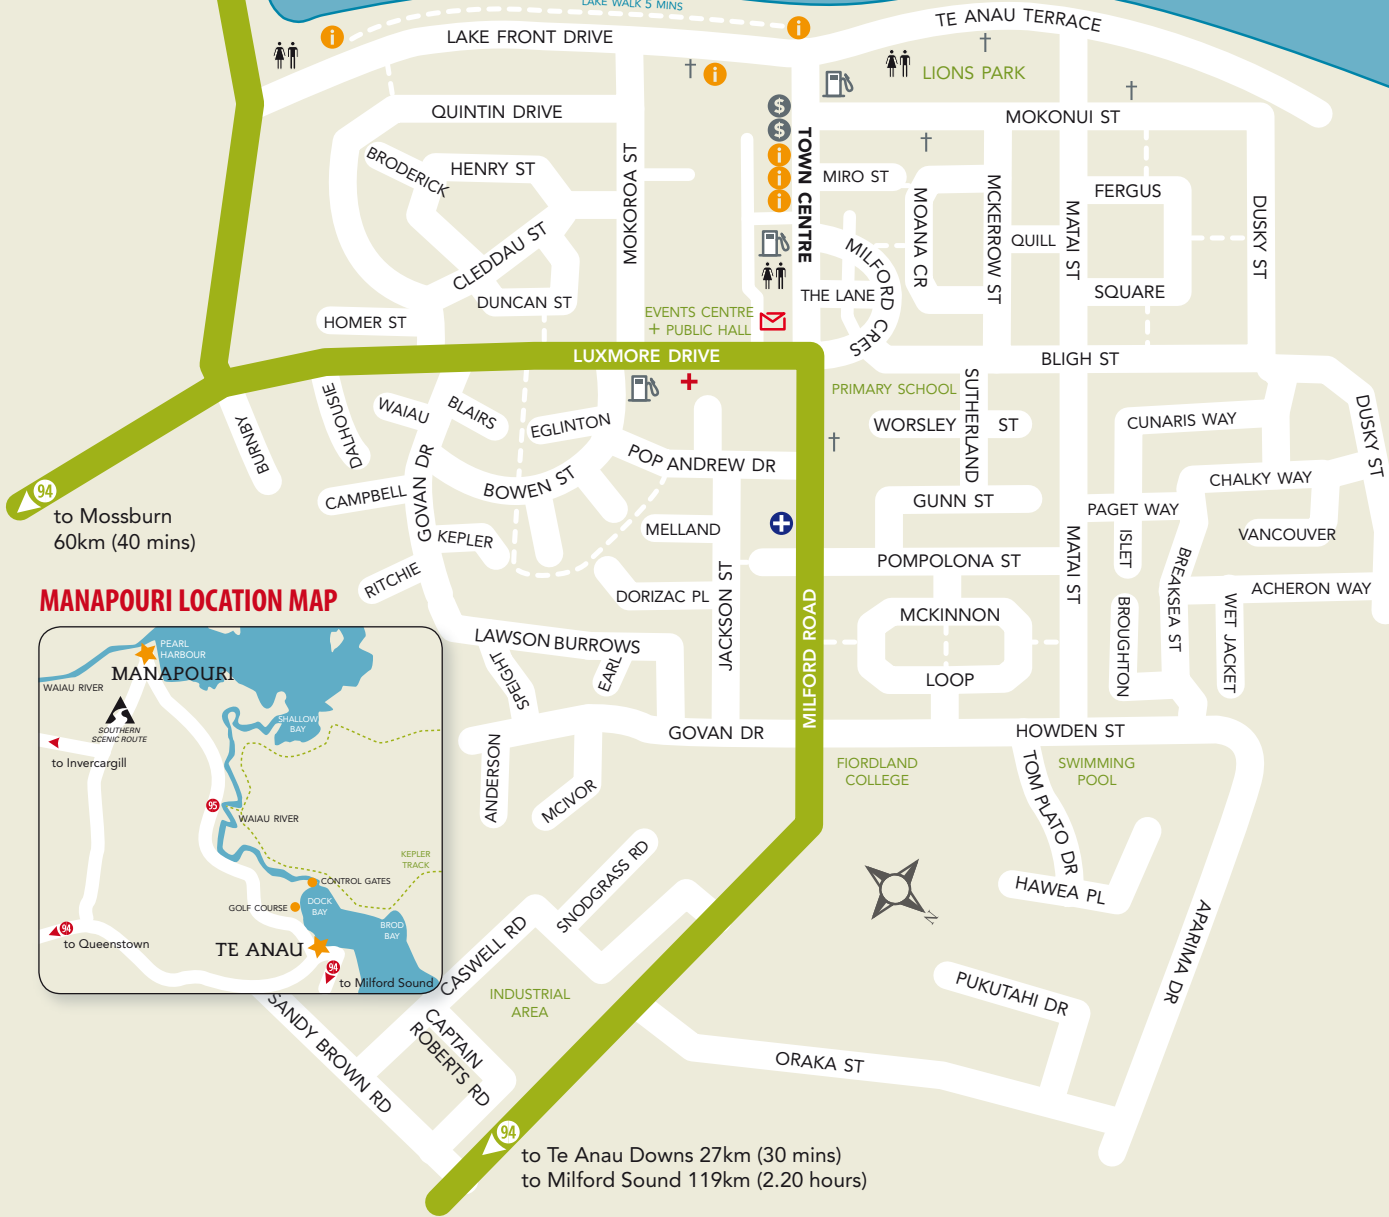 LAKE WALK 5 MINS
TE ANAU TERRACE
LAKE FRONT DRIVE
LIONS PARK
QUINTIN DRIVE
MOKONUI ST
BRODERICK
HENRY ST
MOKOROA ST
$
$
i
i
i
i
i
i
TOWN CENTRE
MIRO ST
MOANA CR
MCKERROW ST
MATAI ST
FERGUS
DUSKY ST
QUILL
CLEDDAU ST
MILFORD CRES
THE LANE
SQUARE
DUNCAN ST
HOMER ST
EVENTS CENTRE
+ PUBLIC HALL
LUXMORE DRIVE
BLIGH ST
PRIMARY SCHOOL
SUTHERLAND
WORSLEY ST
CUNARIS WAY
DUSKY ST
BURNBY
DALHOUSIE
WAIAU
BLAIRS
EGLINTON
POP ANDREW DR
GOVAN DR
BOWEN ST
CAMPBELL
CHALKY WAY
GUNN ST
PAGET WAY
94
to Mossburn
60km (40 mins)
KEPLER
MELLAND
ISLET
VANCOUVER
RITCHIE
JACKSON ST
POMPOLONA ST
MATAI ST
BREAKSEA ST
ACHERON WAY
DORIZAC PL
MILFORD ROAD
MCKINNON
LOOP
BROUGHTON
WET JACKET
LAWSON BURROWS
SPEIGHT
EARL
GOVAN DR
HOWDEN ST
ANDERSON
MCIVOR
FIORDLAND
COLLEGE
TOM PLATO DR
SWIMMING
POOL
HAWEA PL
N
SNODGRASS RD
CASWELL RD
APARIMA DR
PUKUTAHI DR
INDUSTRIAL
AREA
CAPTAIN
ROBERTS RD
SANDY BROWN RD
ORAKA ST
94
to Te Anau Downs 27km (30 mins)
to Milford Sound 119km (2.20 hours)
MANAPOURI LOCATION MAP
PEARL
HARBOUR
MANAPOURI
WAIAU RIVER
SOUTHERN
SCENIC ROUTE
SHALLOW
BAY
to Invercargill
95
WAIAU RIVER
KEPLER
TRACK
CONTROL GATES
GOLF COURSE
DOCK
BAY
BROD
BAY
94
to Queenstown
TE ANAU
94
to Milford Sound